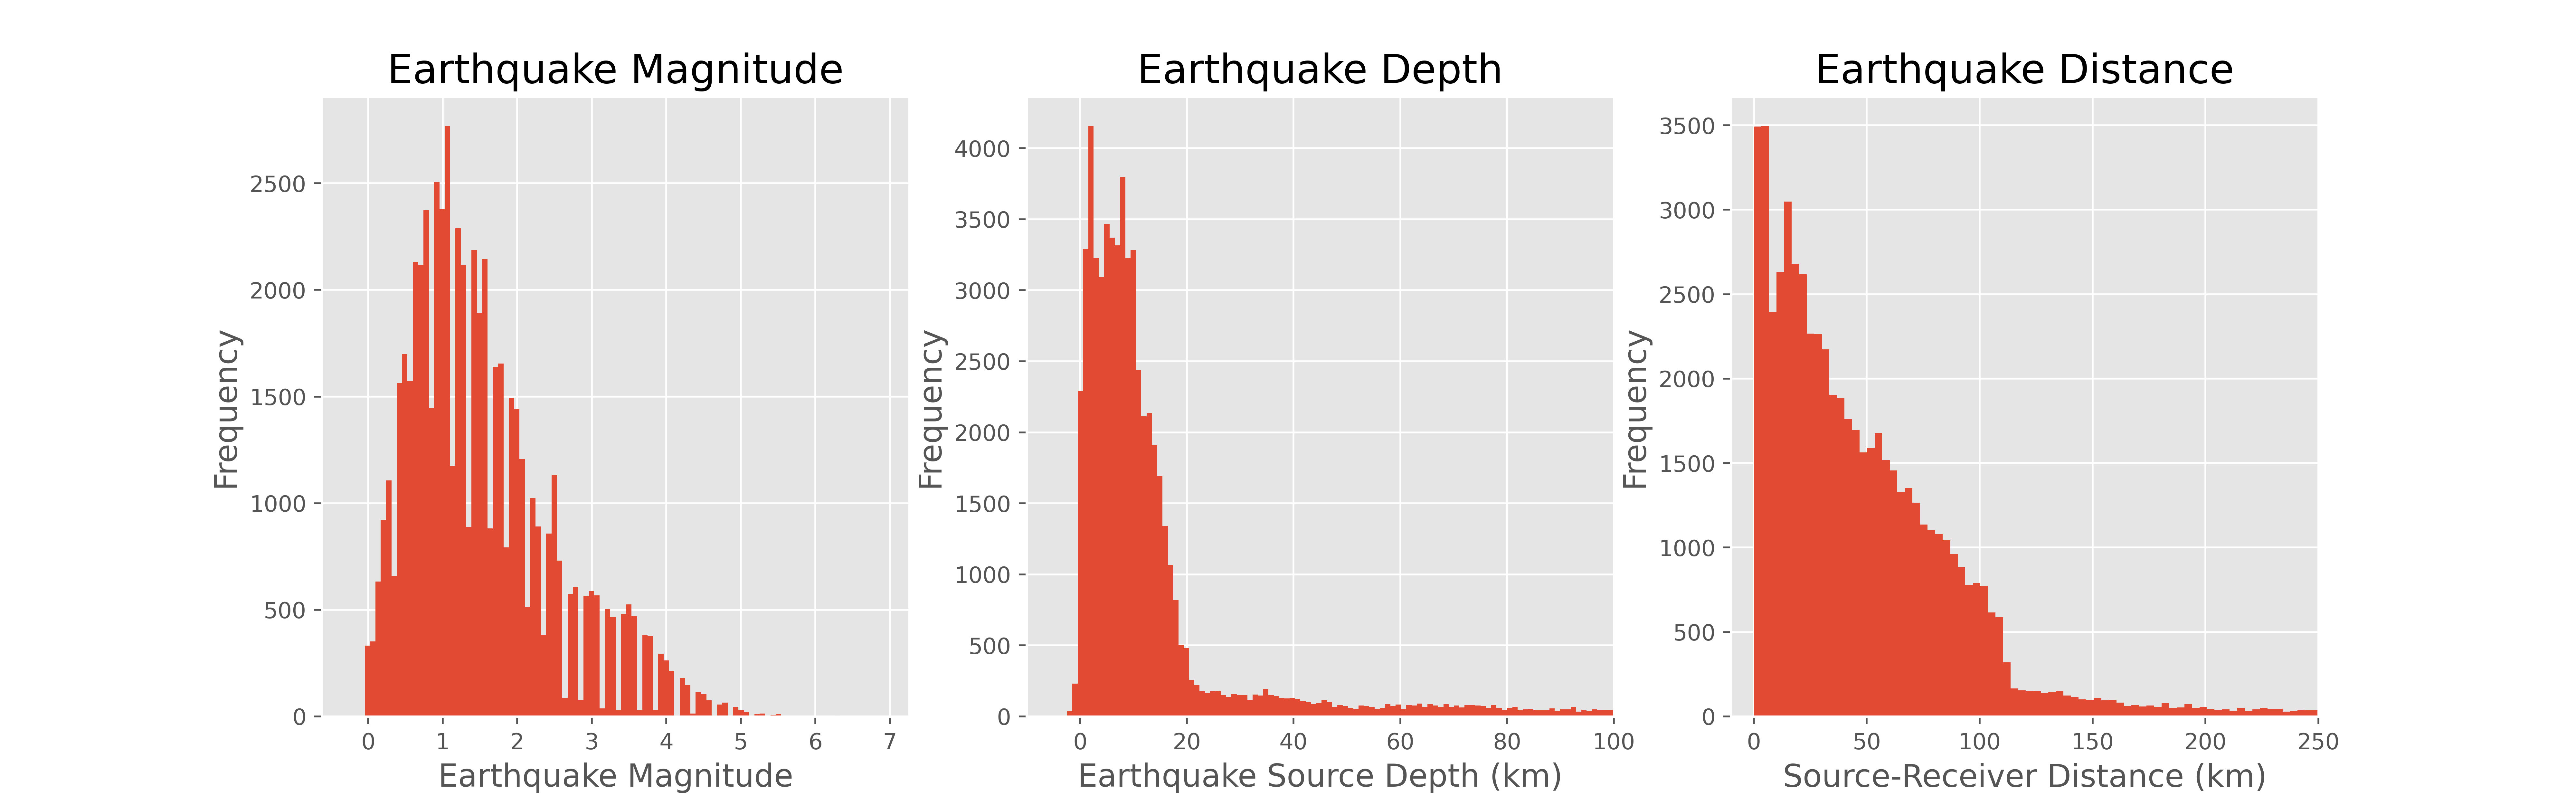 Earthquake Magnitude
2500
2000
1500
1000
500
0
0 1 2 3 4 5 6 7
Frequency
Earthquake Magnitude
Earthquake Depth
4000
3500
3000
2500
2000
1500
1000
500
0
0 20 40 60 80 100
Frequency
Earthquake Source Depth (km)
Earthquake Distance
3500
3000
2500
2000
1500
1000
500
0
0 50 100 150 200 250
Frequency
Source-Receiver Distance (km)